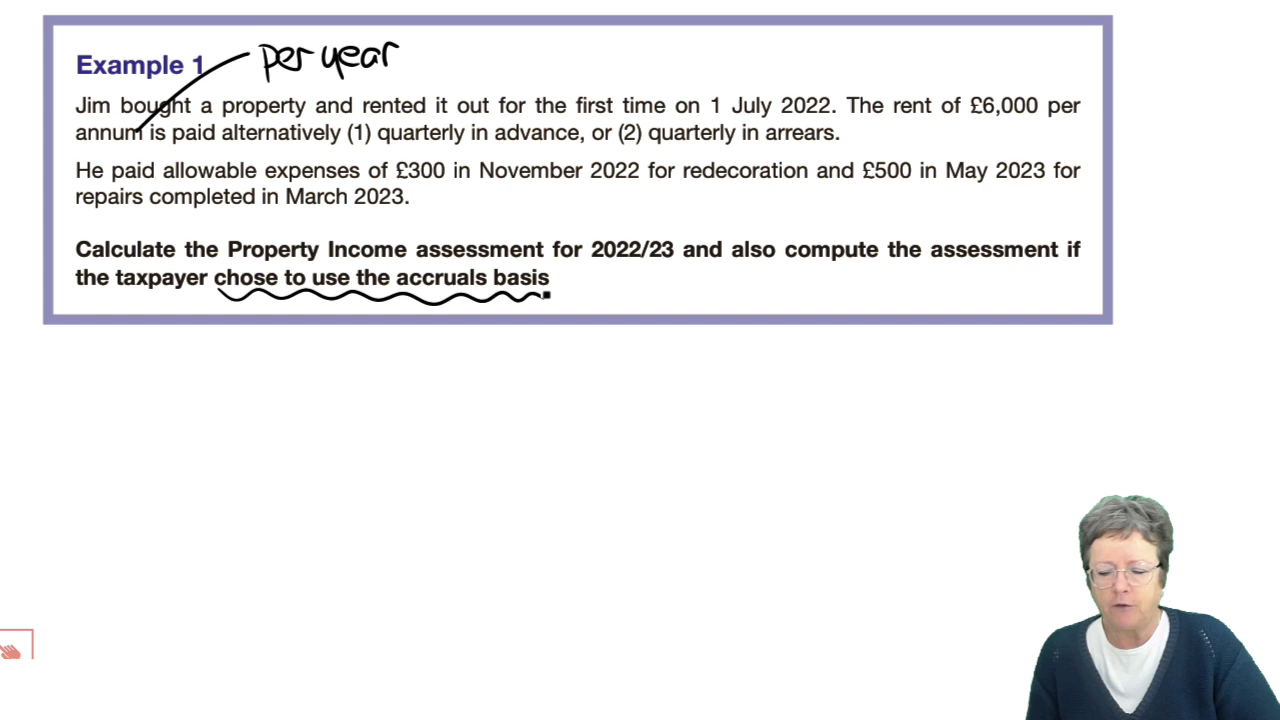 Example 1 per year
Jim bought a property and rented it out for the first time on 1 July 2022. The rent of £6,000 per
annum is paid alternatively (1) quarterly in advance, or (2) quarterly in arrears.
He paid allowable expenses of £300 in November 2022 for redecoration and £500 in May 2023 for
repairs completed in March 2023.
Calculate the Property Income assessment for 2022/23 and also compute the assessment if
the taxpayer chose to use the accruals basis